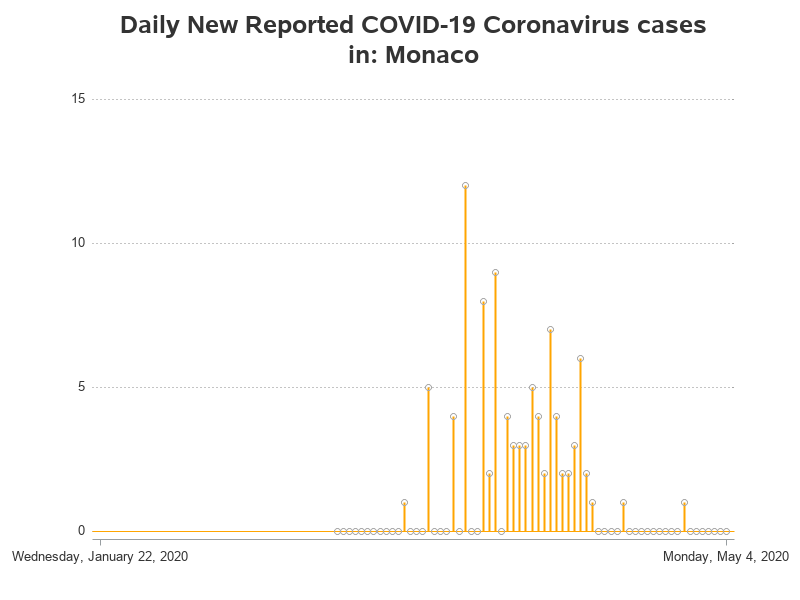 Daily New Reported COVID-19 Coronavirus cases
in: Monaco
15
10
5
0
Wednesday, January 22, 2020
Monday, May 4, 2020